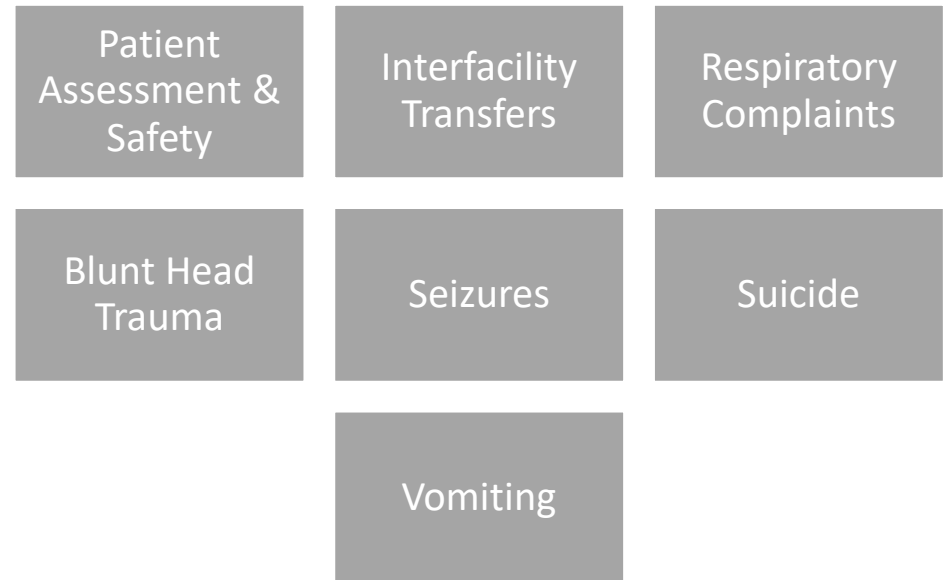 Patient
Assessment &
Safety
Interfacility
Transfers
Respiratory
Complaints
Blunt Head
Trauma
Seizures
Suicide
Vomiting